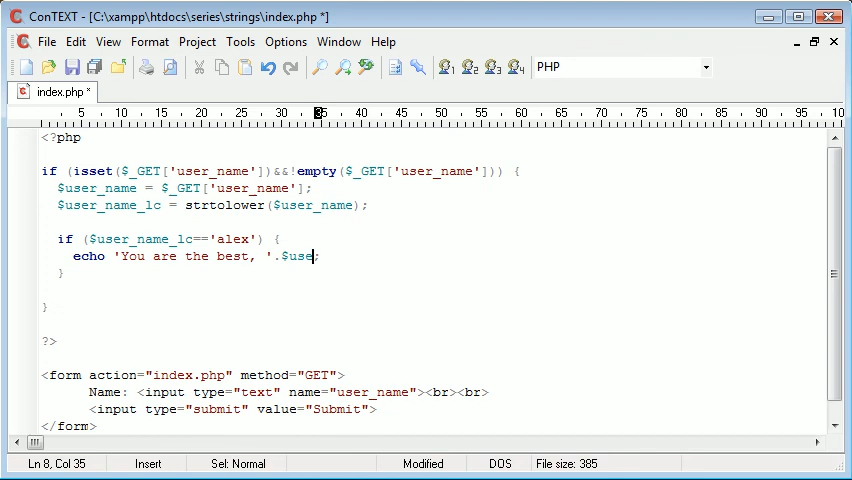 ConTEXT - [C:\xampp\htdocs\series\strings\index.php *]
File Edit View Format Project Tools Options Window Help
1 2 3 4 PHP
index.php *
5 10 15 20 25 30 35 40 45 50 55 60 65 70 75 80 85 90 95 10
<?php
if (isset($_GET['user_name'])&&!empty($_GET['user_name'])) {
$user_name = $_GET['user_name'];
$user_name_lc = strtolower($user_name);
if ($user_name_lc=='alex') {
echo 'You are the best, '.$use;
}
}
?>
<form action="index.php" method="GET">
Name: <input type="text" name="user_name"><br><br>
<input type="submit" value="Submit">
</form>
Ln 8, Col 35 Insert Sel: Normal Modified DOS File size: 385